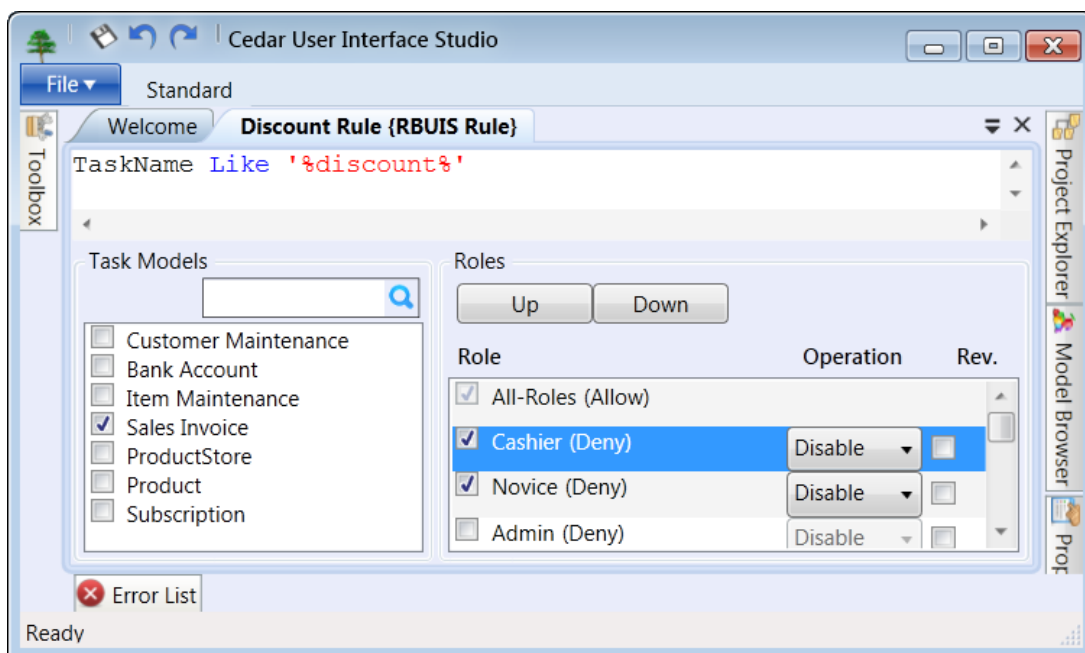 Cedar User Interface Studio
File
Standard
Welcome
Discount Rule {RBUIS Rule}
Toolbox
TaskName Like '%discount%'
Project Explorer
Model Browser
Prop
Task Models
Customer Maintenance
Bank Account
Item Maintenance
Sales Invoice
ProductStore
Product
Subscription
Roles
Up Down
Role Operation Rev.
All-Roles (Allow)
Cashier (Deny) Disable
Novice (Deny) Disable
Admin (Deny) Disable
Error List
Ready